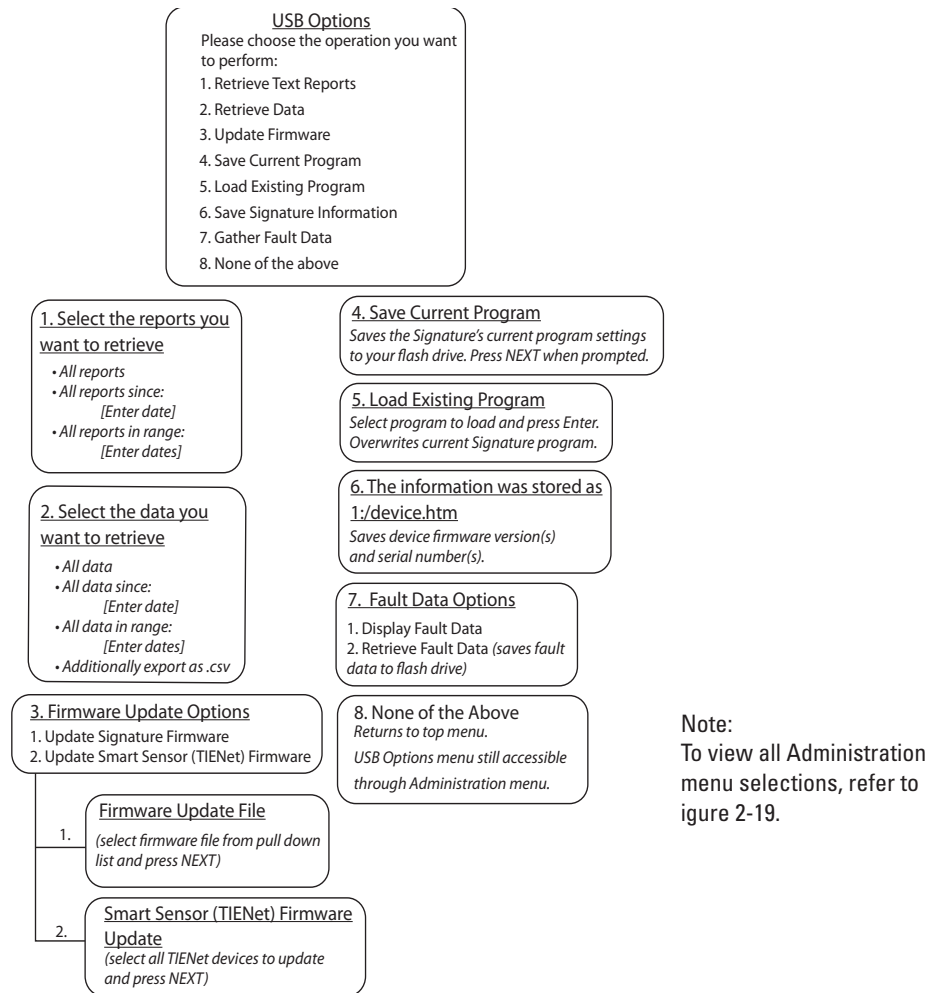 USB Options
Please choose the operation you want
to perform:
1. Retrieve Text Reports
2. Retrieve Data
3. Update Firmware
4. Save Current Program
5. Load Existing Program
6. Save Signature Information
7. Gather Fault Data
8. None of the above
1. Select the reports you
want to retrieve
• All reports
• All reports since:
[Enter date]
• All reports in range:
[Enter dates]
2. Select the data you
want to retrieve
• All data
• All data since:
[Enter date]
• All data in range:
[Enter dates]
• Additionally export as .csv
3. Firmware Update Options
1. Update Signature Firmware
2. Update Smart Sensor (TIENet) Firmware
1.
Firmware Update File
(select firmware file from pull down
list and press NEXT)
2.
Smart Sensor (TIENet) Firmware
Update
(select all TIENet devices to update
and press NEXT)
4. Save Current Program
Saves the Signature's current program settings
to your flash drive. Press NEXT when prompted.
5. Load Existing Program
Select program to load and press Enter.
Overwrites current Signature program.
6. The information was stored as
1:/device.htm
Saves device firmware version(s)
and serial number(s).
7. Fault Data Options
1. Display Fault Data
2. Retrieve Fault Data (saves fault
data to flash drive)
8. None of the Above
Returns to top menu.
USB Options menu still accessible
through Administration menu.
Note:
To view all Administration
menu selections, refer to
igure 2-19.